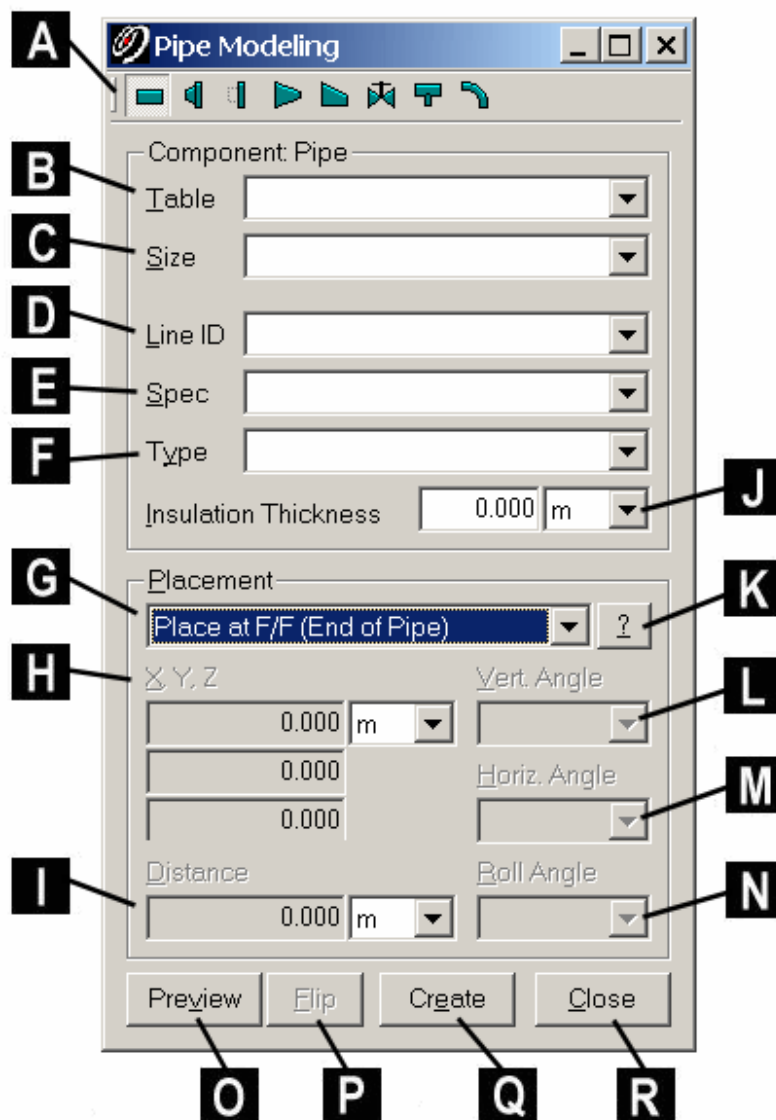 A
Pipe Modeling
Component: Pipe
B
Table
C
Size
D
Line ID
E
Spec
F
Type
J
Insulation Thickness 0.000 m
G
Placement
K
Place at F/F (End of Pipe) ?
H
X, Y, Z Vert. Angle
L
0.000 m
0.000 Horiz. Angle
M
0.000
I
Distance Roll Angle
N
0.000 m
Preview Flip Create Close
O P Q R